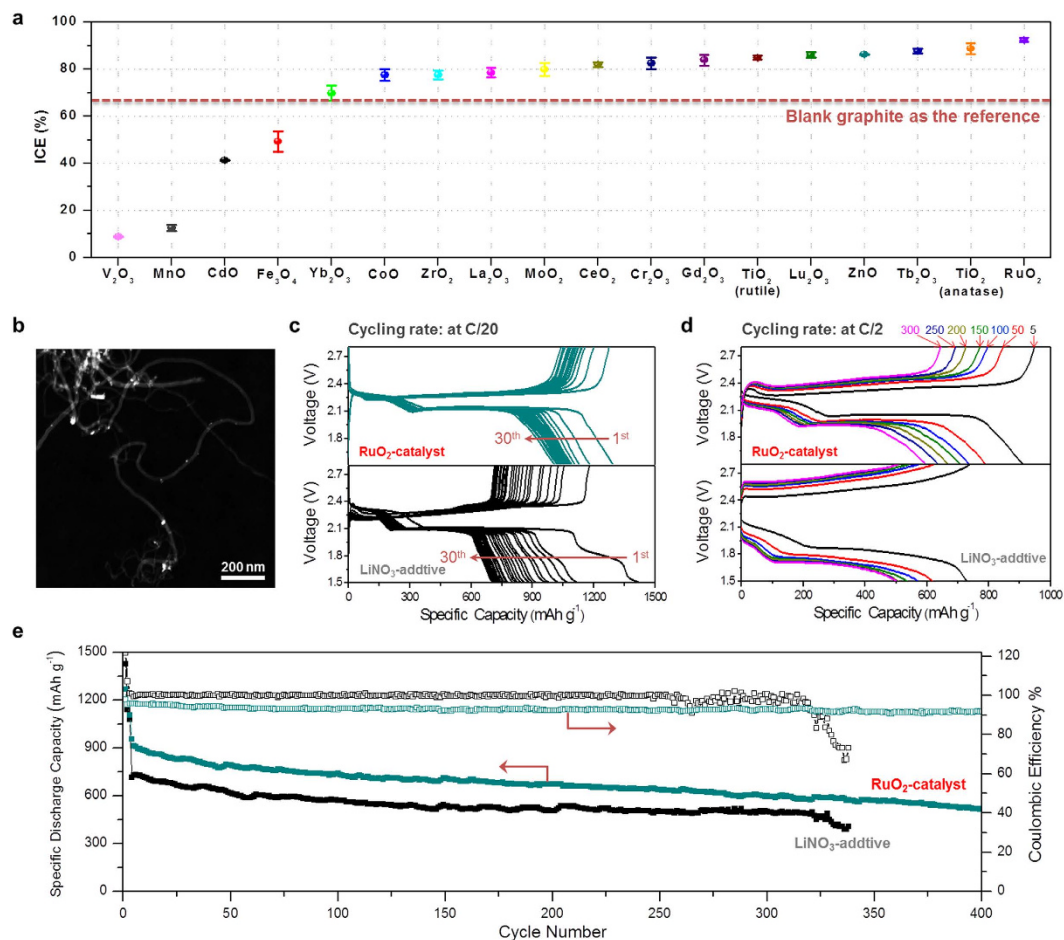 a
ICE (%)
100
80
60
40
20
0
Blank graphite as the reference
V₂O₃ MnO CdO Fe₃O₄ Yb₂O₃ CoO ZrO₂ La₂O₃ MoO₂ CeO₂ Cr₂O₃ Gd₂O₃ TiO₂ Lu₂O₃ ZnO Tb₂O₃ TiO₂ RuO₂
(rutile) (anatase)
b
200 nm
c
Cycling rate: at C/20
Voltage (V)
2.7
2.4
2.1
1.8
30th 1st
RuO₂-catalyst
Voltage (V)
2.4
2.1
1.8
1.5
30th 1st
LiNO₃-addtive
0 300 600 900 1200 1500
Specific Capacity (mAh g⁻¹)
d
Cycling rate: at C/2
300 250 200 150 100 50 5
Voltage (V)
2.7
2.4
2.1
1.8
RuO₂-catalyst
Voltage (V)
2.7
2.4
2.1
1.8
1.5
LiNO₃-addtive
0 200 400 600 800 1000
Specific Capacity (mAh g⁻¹)
e
Specific Discharge Capacity (mAh g⁻¹)
1500
1200
900
600
300
0
RuO₂-catalyst
LiNO₃-addtive
120
100
80
60
40
20
0
Coulombic Efficiency %
0 50 100 150 200 250 300 350 400
Cycle Number